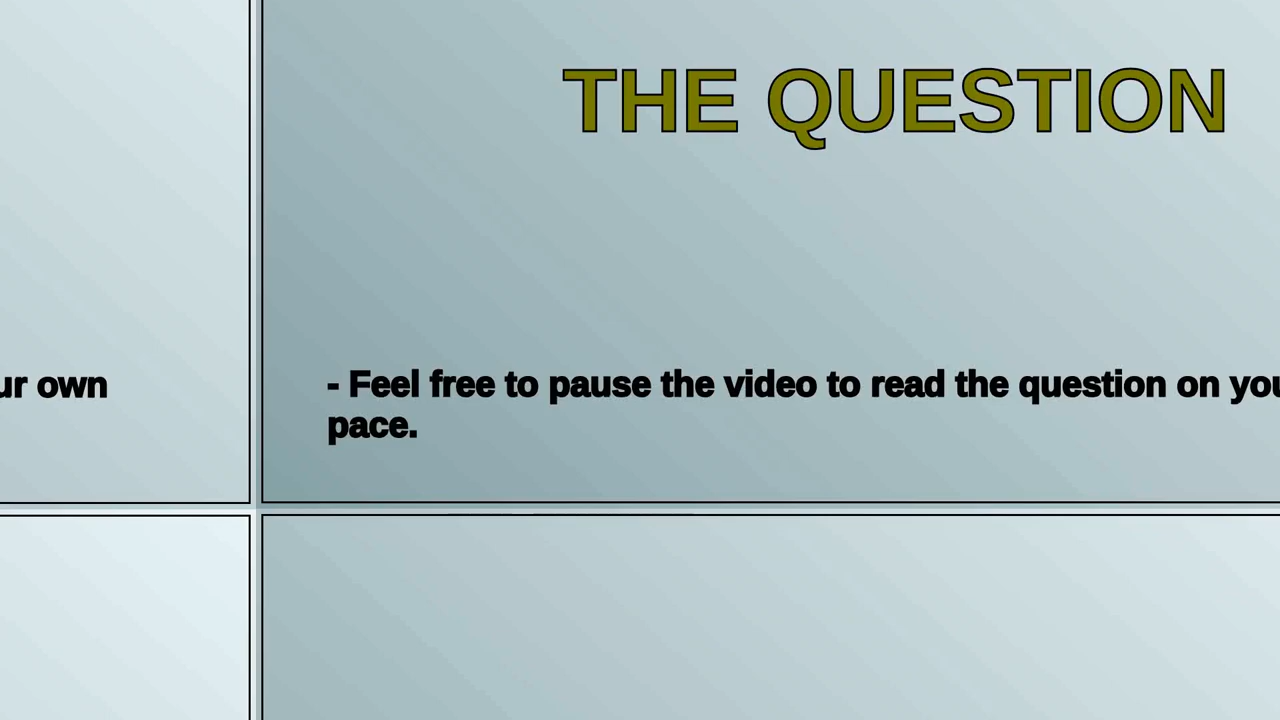 THE QUESTION
ur own
- Feel free to pause the video to read the question on you
pace.